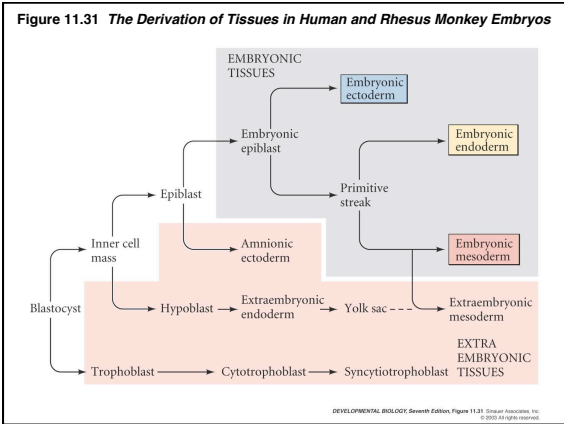 Figure 11.31 The Derivation of Tissues in Human and Rhesus Monkey Embryos
EMBRYONIC
TISSUES
Embryonic
ectoderm
Embryonic
epiblast
Embryonic
endoderm
Epiblast
Primitive
streak
Inner cell
mass
Amnionic
ectoderm
Embryonic
mesoderm
Blastocyst
Hypoblast
Extraembryonic
endoderm
Yolk sac
Extraembryonic
mesoderm
Trophoblast
Cytotrophoblast
Syncytiotrophoblast
EXTRA
EMBRYONIC
TISSUES
DEVELOPMENTAL BIOLOGY, Seventh Edition, Figure 11.31 Sinauer Associates, Inc.
© 2003 All rights reserved.